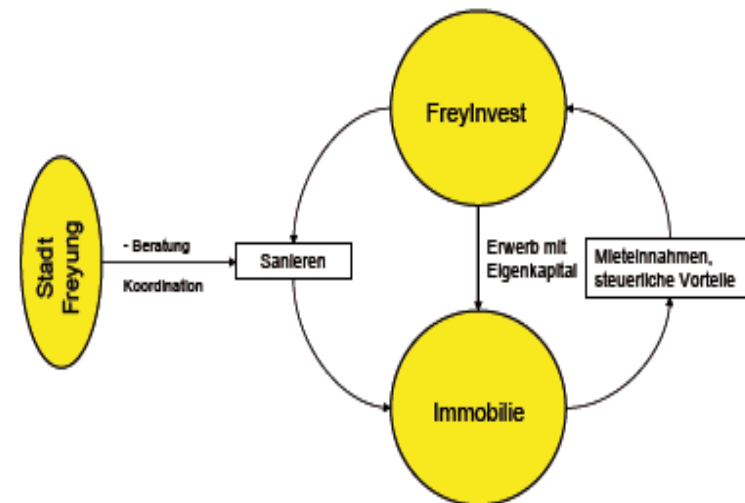 FreyInvest
Stadt
Freyung
- Beratung
Koordination
Sanieren
Erwerb mit
Eigenkapital
Mieteinnahmen,
steuerliche Vorteile
Immobilie